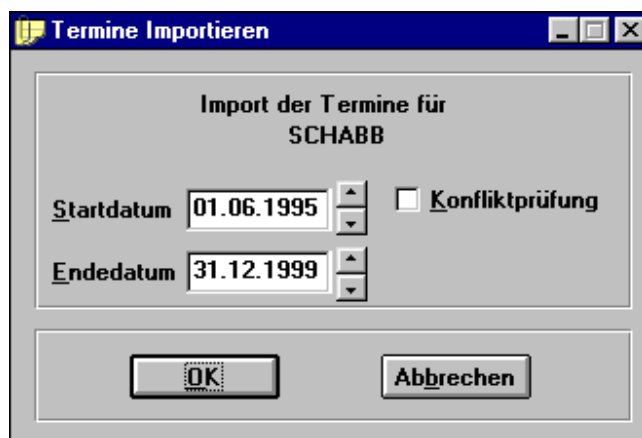 Termine Importieren
Import der Termine für
SCHABB
Startdatum 01.06.1995 Konfliktprüfung
Endedatum 31.12.1999
OK Abbrechen